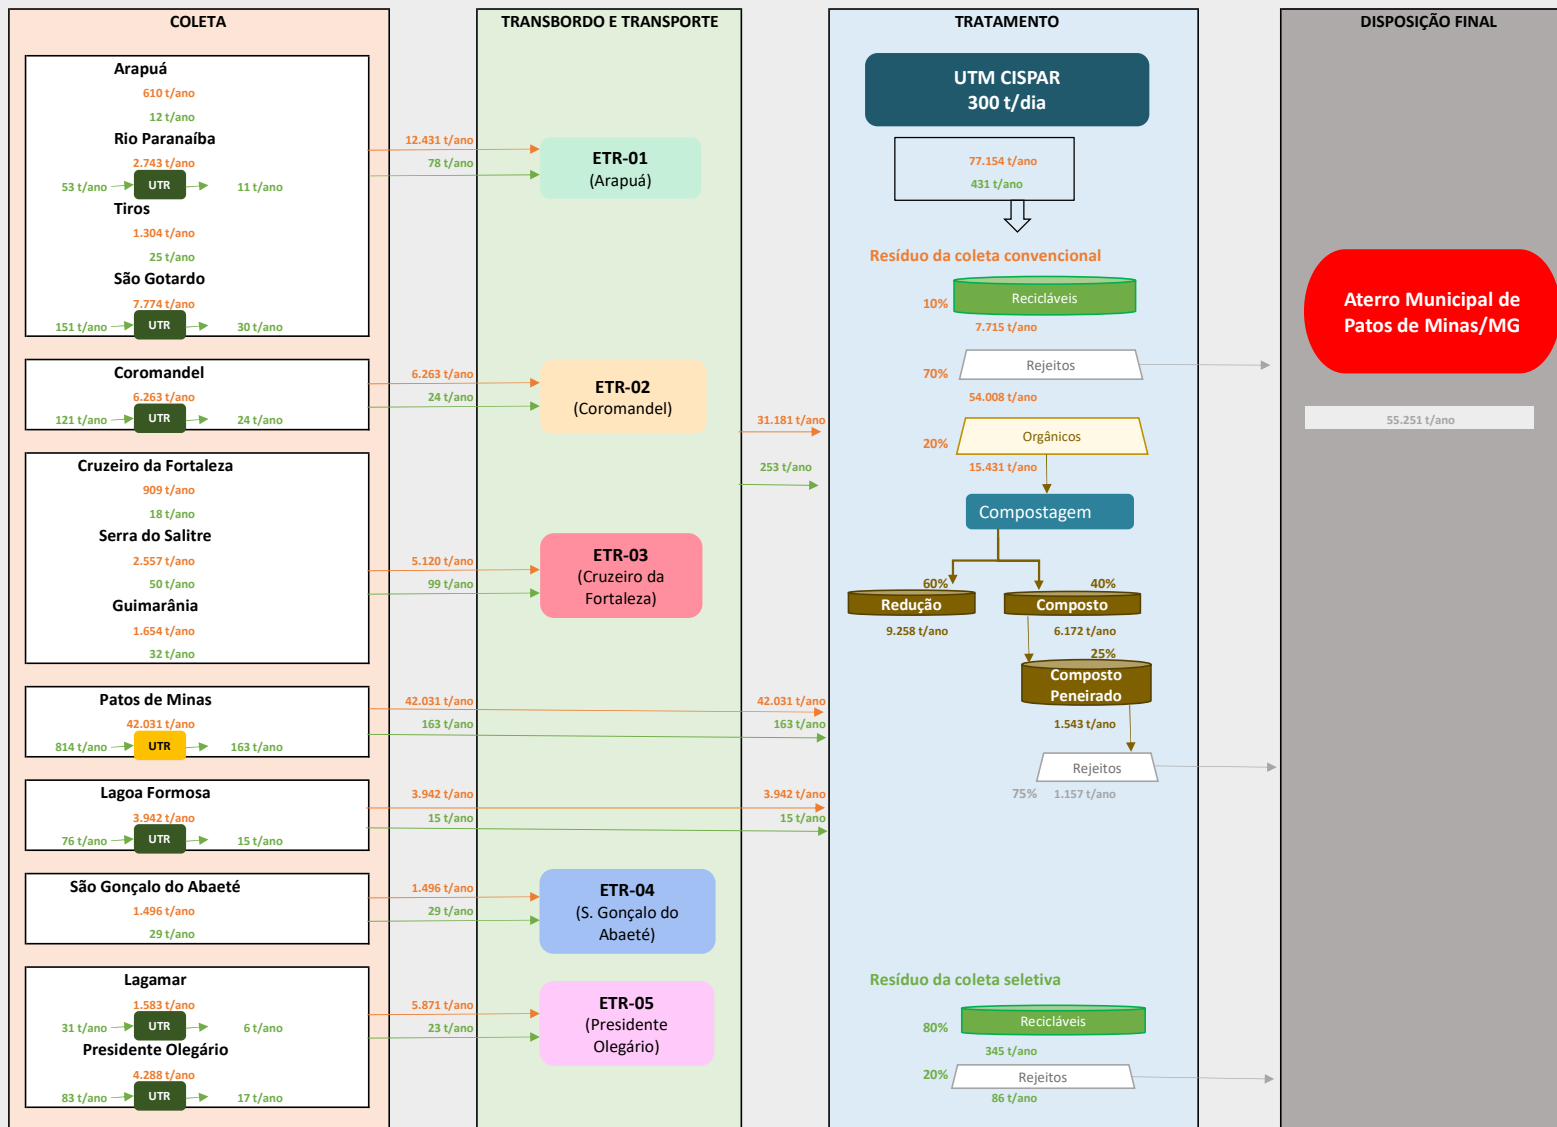 COLETA
Arapuá
610 t/ano
12 t/ano
Rio Paranaíba
2.743 t/ano
53 t/ano
UTR
11 t/ano
Tiros
1.304 t/ano
25 t/ano
São Gotardo
7.774 t/ano
151 t/ano
UTR
30 t/ano
Coromandel
6.263 t/ano
121 t/ano
UTR
24 t/ano
Cruzeiro da Fortaleza
909 t/ano
18 t/ano
Serra do Salitre
2.557 t/ano
50 t/ano
Guimarânia
1.654 t/ano
32 t/ano
Patos de Minas
42.031 t/ano
814 t/ano
UTR
163 t/ano
Lagoa Formosa
3.942 t/ano
76 t/ano
UTR
15 t/ano
São Gonçalo do Abaeté
1.496 t/ano
29 t/ano
Lagamar
1.583 t/ano
31 t/ano
UTR
6 t/ano
Presidente Olegário
4.288 t/ano
83 t/ano
UTR
17 t/ano
12.431 t/ano
78 t/ano
6.263 t/ano
24 t/ano
5.120 t/ano
99 t/ano
42.031 t/ano
163 t/ano
3.942 t/ano
15 t/ano
1.496 t/ano
29 t/ano
5.871 t/ano
23 t/ano
TRANSBORDO E TRANSPORTE
ETR-01
(Arapuá)
ETR-02
(Coromandel)
ETR-03
(Cruzeiro da
Fortaleza)
ETR-04
(S. Gonçalo do
Abaeté)
ETR-05
(Presidente
Olegário)
31.181 t/ano
253 t/ano
42.031 t/ano
163 t/ano
3.942 t/ano
15 t/ano
TRATAMENTO
UTM CISPAR
300 t/dia
77.154 t/ano
431 t/ano
Resíduo da coleta convencional
10%
Recicláveis
7.715 t/ano
70%
Rejeitos
54.008 t/ano
20%
Orgânicos
15.431 t/ano
Compostagem
60%
Redução
9.258 t/ano
40%
Composto
6.172 t/ano
25%
Composto
Peneirado
1.543 t/ano
Rejeitos
75%
1.157 t/ano
Resíduo da coleta seletiva
80%
Recicláveis
345 t/ano
20%
Rejeitos
86 t/ano
DISPOSIÇÃO FINAL
Aterro Municipal de
Patos de Minas/MG
55.251 t/ano